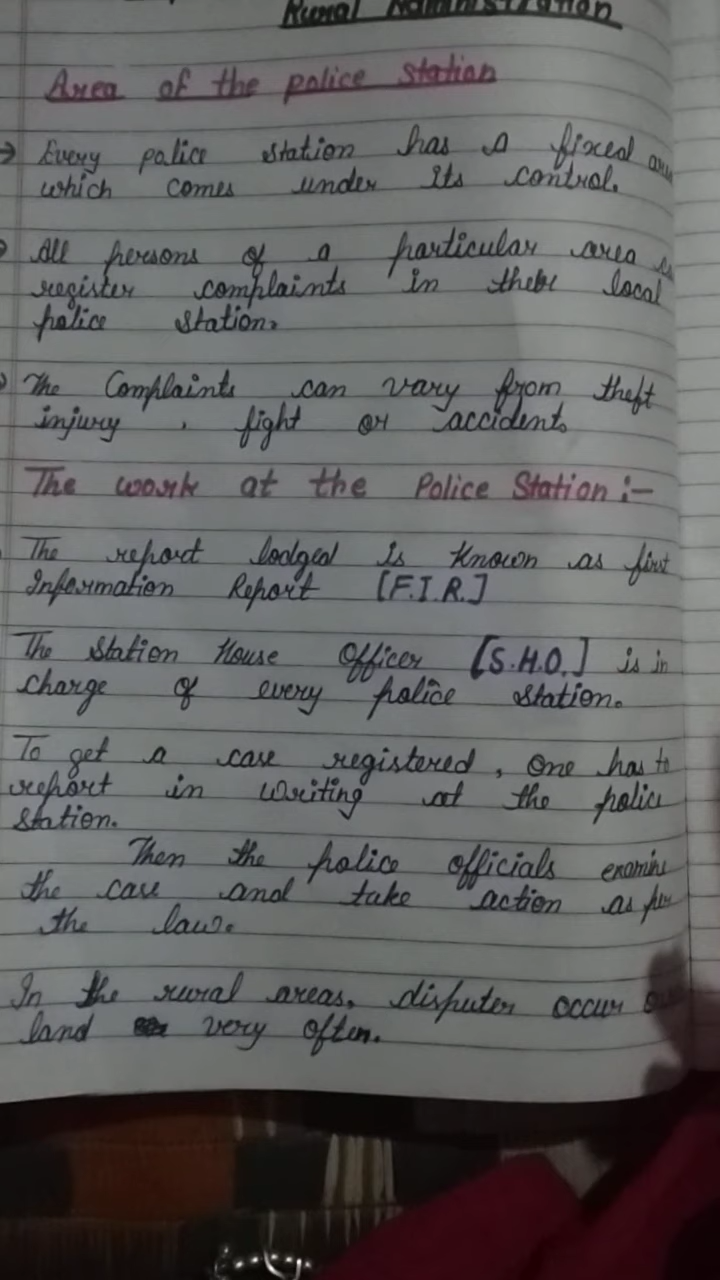 Rural Administration
Area of the police station
→ Every police station has a fixed
which comes under its control.
All persons of a particular area
register complaints in local
police station.
The Complaints can vary from theft
injury, fight or accident.
The work at the Police Station :-
The report lodged is known as first
Information Report [F.I.R.]
The Station House Officer [S.H.O.] is in
charge of every police station.
To get a case registered, One has to
report in writing at the police
station.
Then the police officials examine
the case and take action as per
the law.
In the rural areas, disputes occur
land very often.